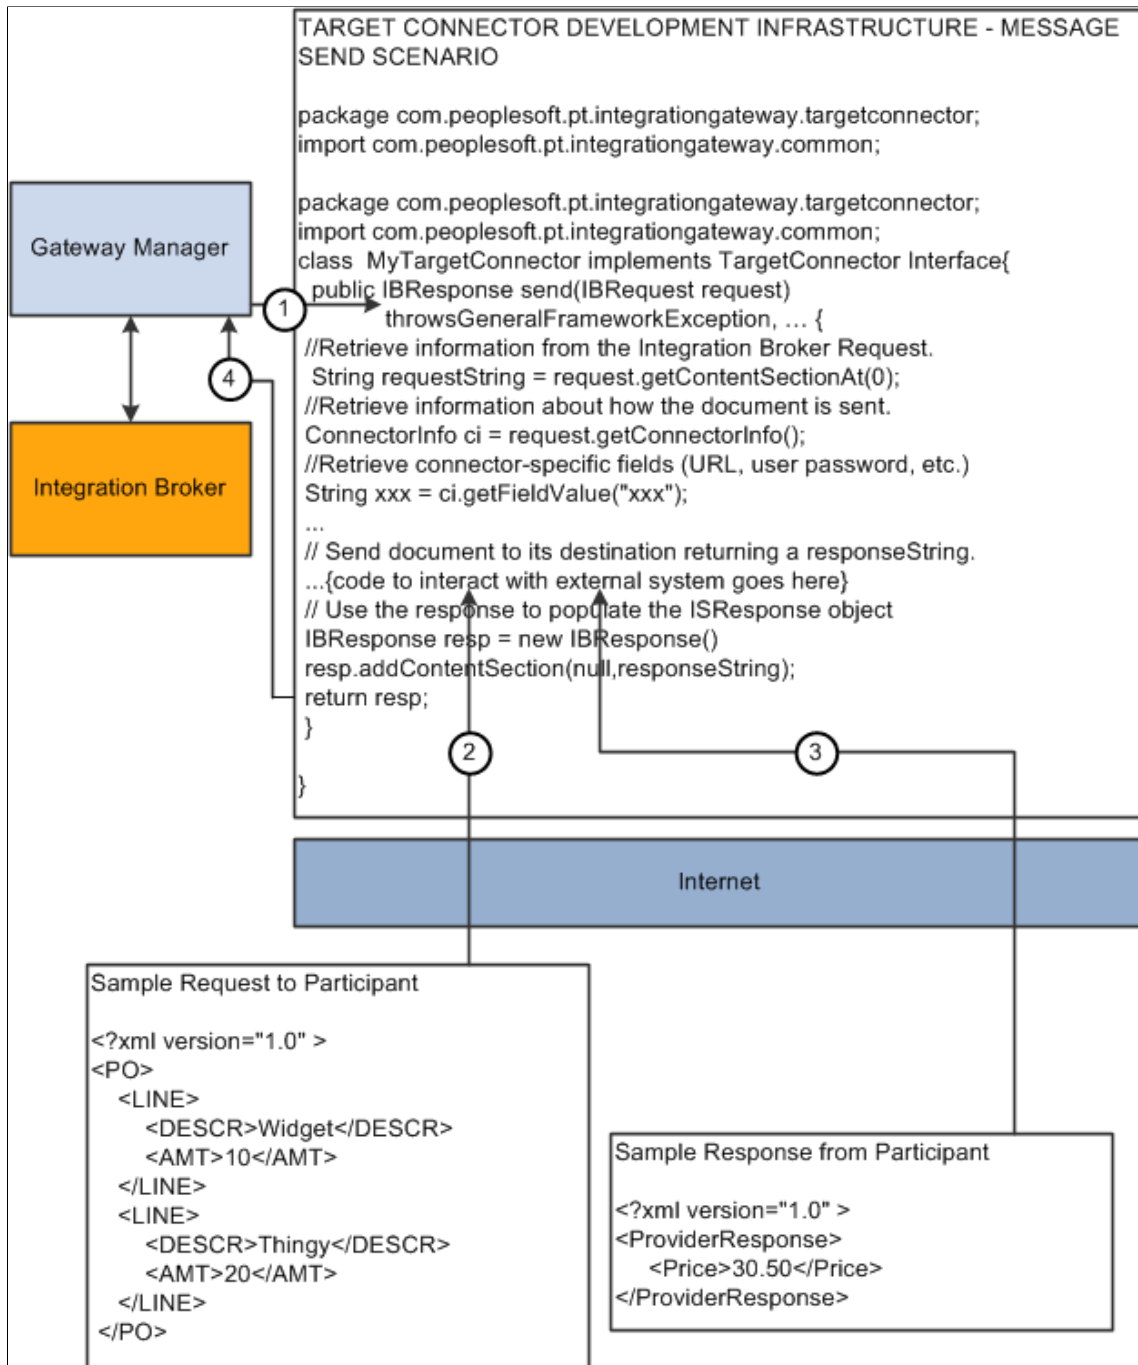 TARGET CONNECTOR DEVELOPMENT INFRASTRUCTURE - MESSAGE
SEND SCENARIO
package com.peoplesoft.pt.integrationgateway.targetconnector;
import com.peoplesoft.pt.integrationgateway.common;
package com.peoplesoft.pt.integrationgateway.targetconnector;
import com.peoplesoft.pt.integrationgateway.common;
class MyTargetConnector implements TargetConnector Interface{
public IBResponse send(IBRequest request)
throwsGeneralFrameworkException, ... {
//Retrieve information from the Integration Broker Request.
String requestString = request.getContentSectionAt(0);
//Retrieve information about how the document is sent.
ConnectorInfo ci = request.getConnectorInfo();
//Retrieve connector-specific fields (URL, user password, etc.)
String xxx = ci.getFieldValue("xxx");
...
// Send document to its destination returning a responseString.
...{code to interact with external system goes here}
// Use the response to populate the ISResponse object
IBResponse resp = new IBResponse()
resp.addContentSection(null,responseString);
return resp;
}
}
Gateway Manager
1
4
Integration Broker
2
3
Internet
Sample Request to Participant
<?xml version="1.0" >
<PO>
<LINE>
<DESCR>Widget</DESCR>
<AMT>10</AMT>
</LINE>
<LINE>
<DESCR>Thingy</DESCR>
<AMT>20</AMT>
</LINE>
</PO>
Sample Response from Participant
<?xml version="1.0" >
<ProviderResponse>
<Price>30.50</Price>
</ProviderResponse>